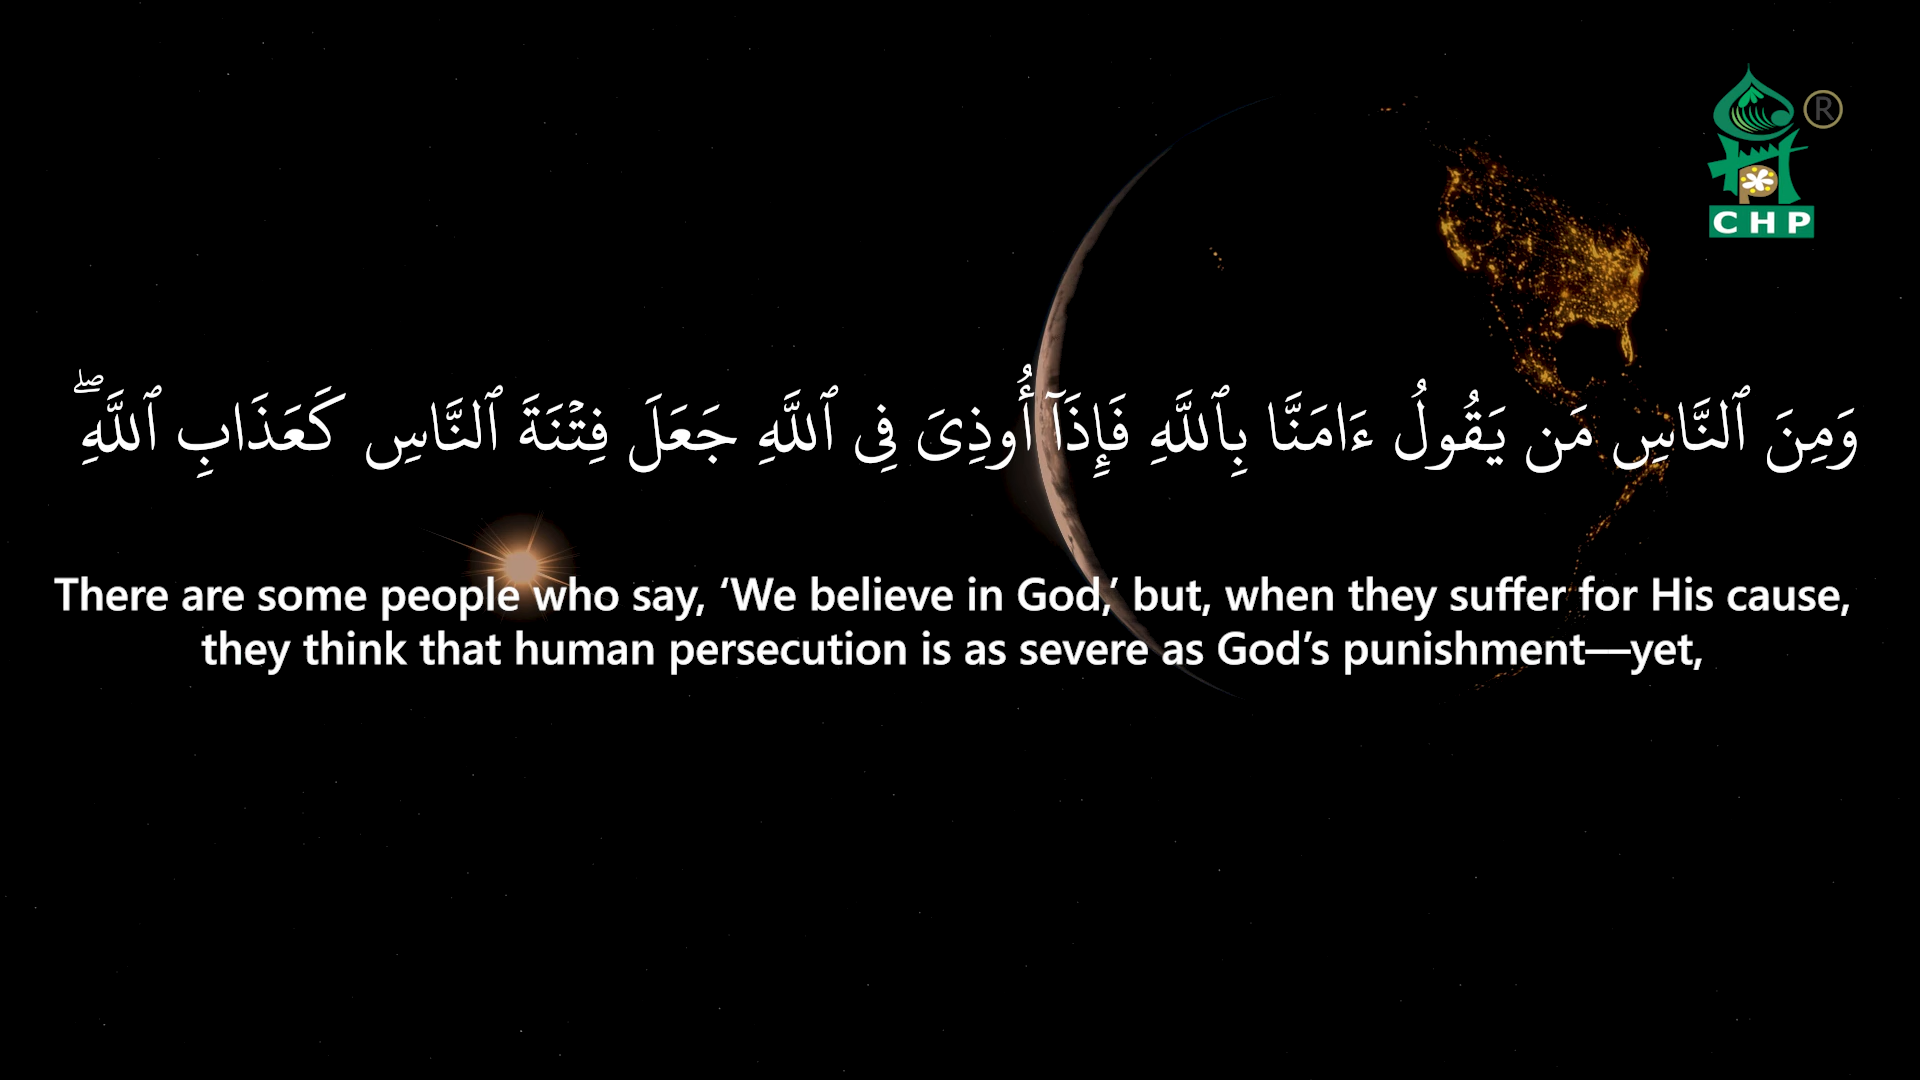 CHP
®
وَمِنَ ٱلنَّاسِ مَن يَقُولُ ءَامَنَّا بِٱللَّهِ فَإِذَآ أُوذِىَ فِى ٱللَّهِ جَعَلَ فِتْنَةَ ٱلنَّاسِ كَعَذَابِ ٱللَّهِۖ
There are some people who say, ‘We believe in God,’ but, when they suffer for His cause,
they think that human persecution is as severe as God’s punishment—yet,